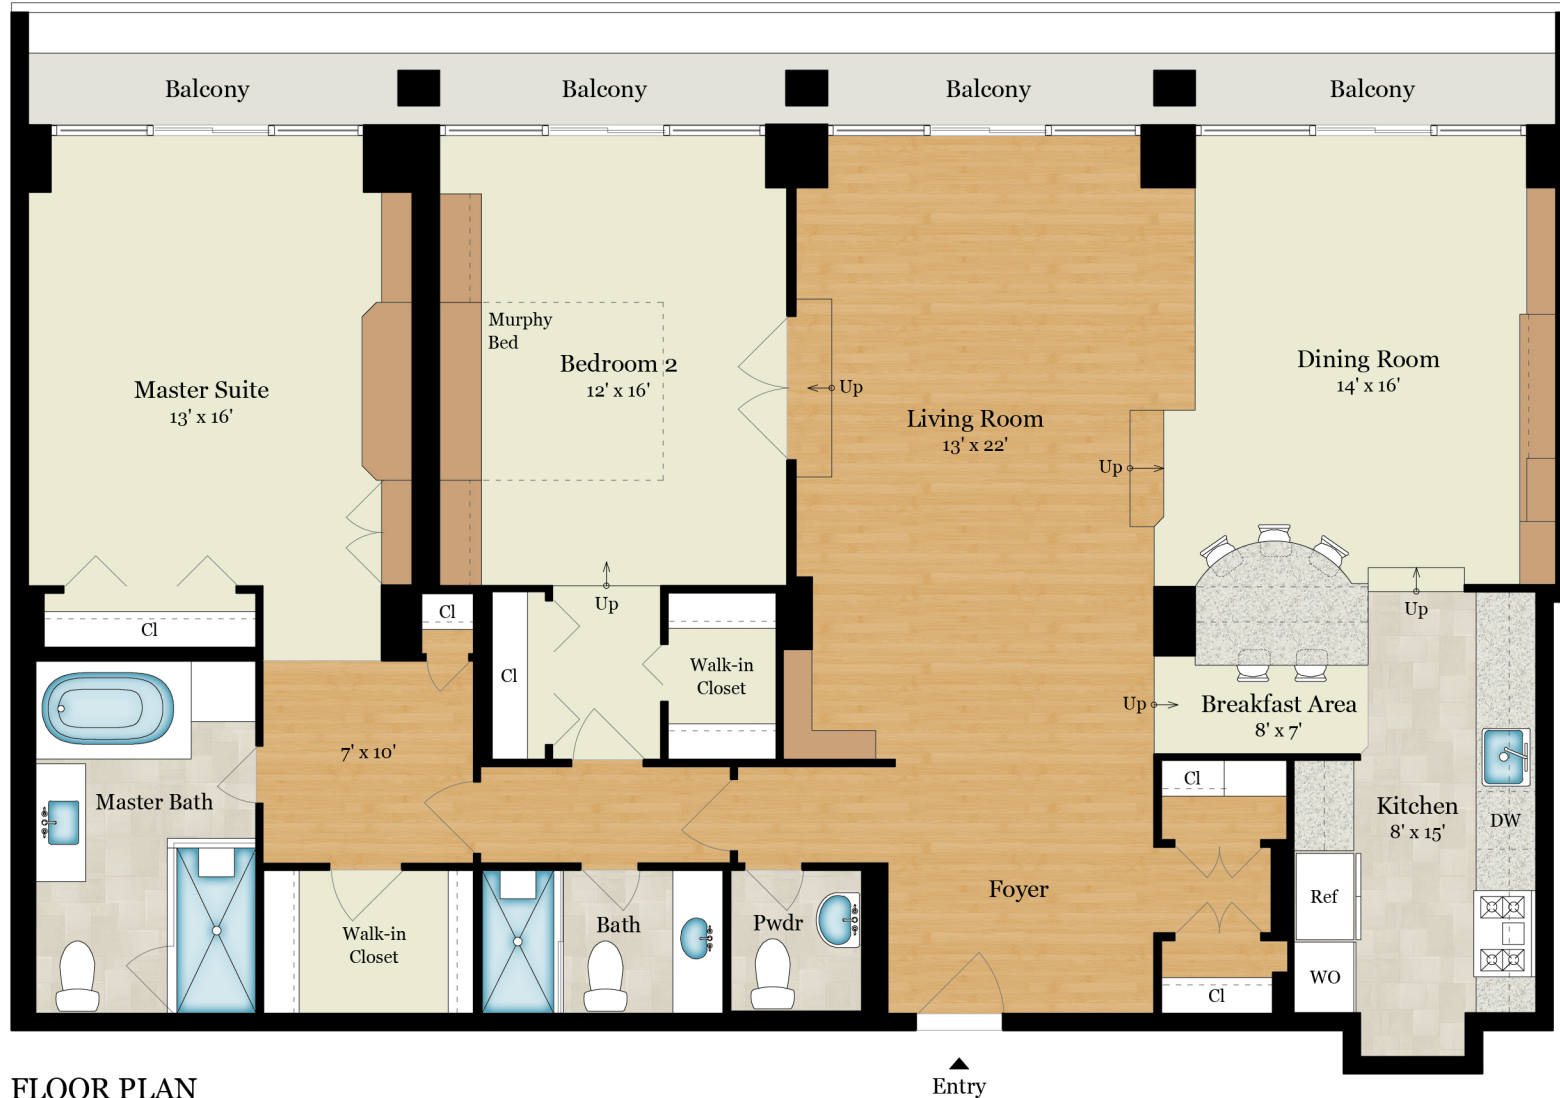 Balcony
Balcony
Balcony
Balcony
Murphy
Bed
Bedroom 2
12' x 16'
Master Suite
13' x 16'
Up
Living Room
13' x 22'
Dining Room
14' x 16'
Up
Up
Up
Cl
Cl
Cl
Walk-in
Closet
Up
Breakfast Area
8' x 7'
7' x 10'
Master Bath
Cl
Kitchen
8' x 15'
DW
Foyer
Ref
Walk-in
Closet
Bath
Pwdr
WO
Cl
Entry
FLOOR PLAN